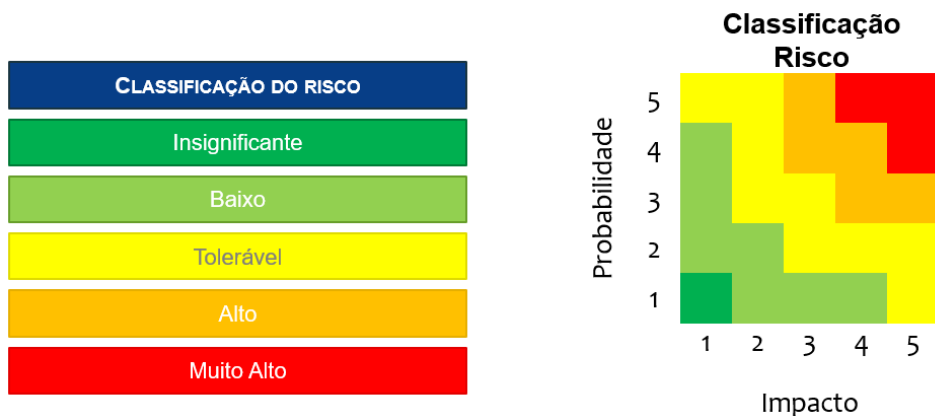 CLASSIFICAÇÃO DO RISCO
Insignificante
Baixo
Tolerável
Alto
Muito Alto
Classificação
Risco
Probabilidade
5
4
3
2
1
1 2 3 4 5
Impacto